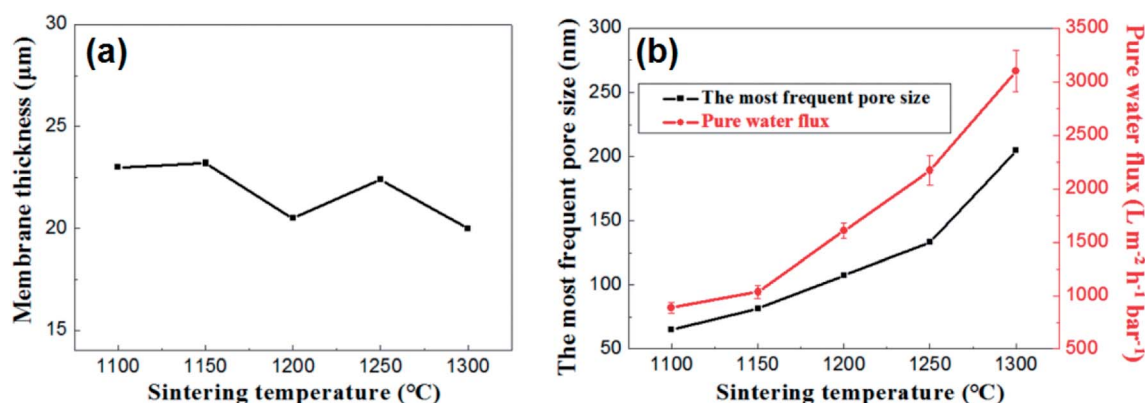 (a)
Membrane thickness (μm)
30
25
20
15
1100 1150 1200 1250 1300
Sintering temperature (°C)
(b)
The most frequent pore size (nm)
300
250
200
150
100
50
The most frequent pore size
Pure water flux
3500
3000
2500
2000
1500
1000
500
Pure water flux (L m⁻² h⁻¹ bar⁻¹)
1100 1150 1200 1250 1300
Sintering temperature (°C)